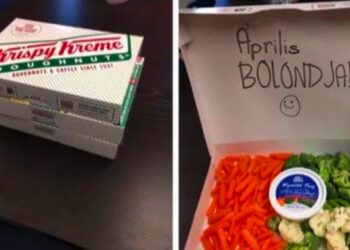 Krispy Kreme
DOUGHNUTS
DOUGHNUTS & COFFEE SINCE 1937
Április
BOLONDJA